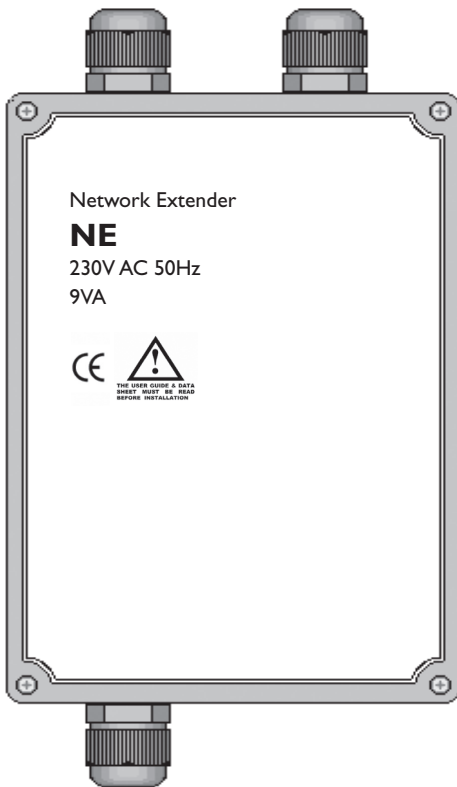 Network Extender
NE
230V AC 50Hz
9VA
CE
!
THE USER GUIDE & DATA
SHEET MUST BE READ
BEFORE INSTALLATION